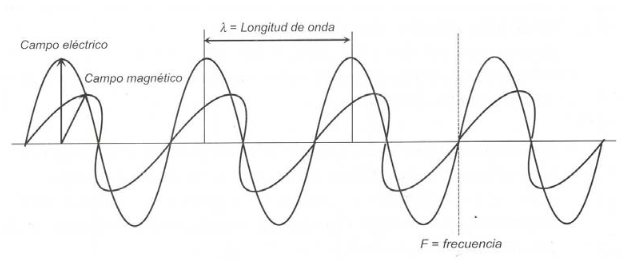 λ = Longitud de onda
Campo eléctrico
Campo magnético
F = frecuencia